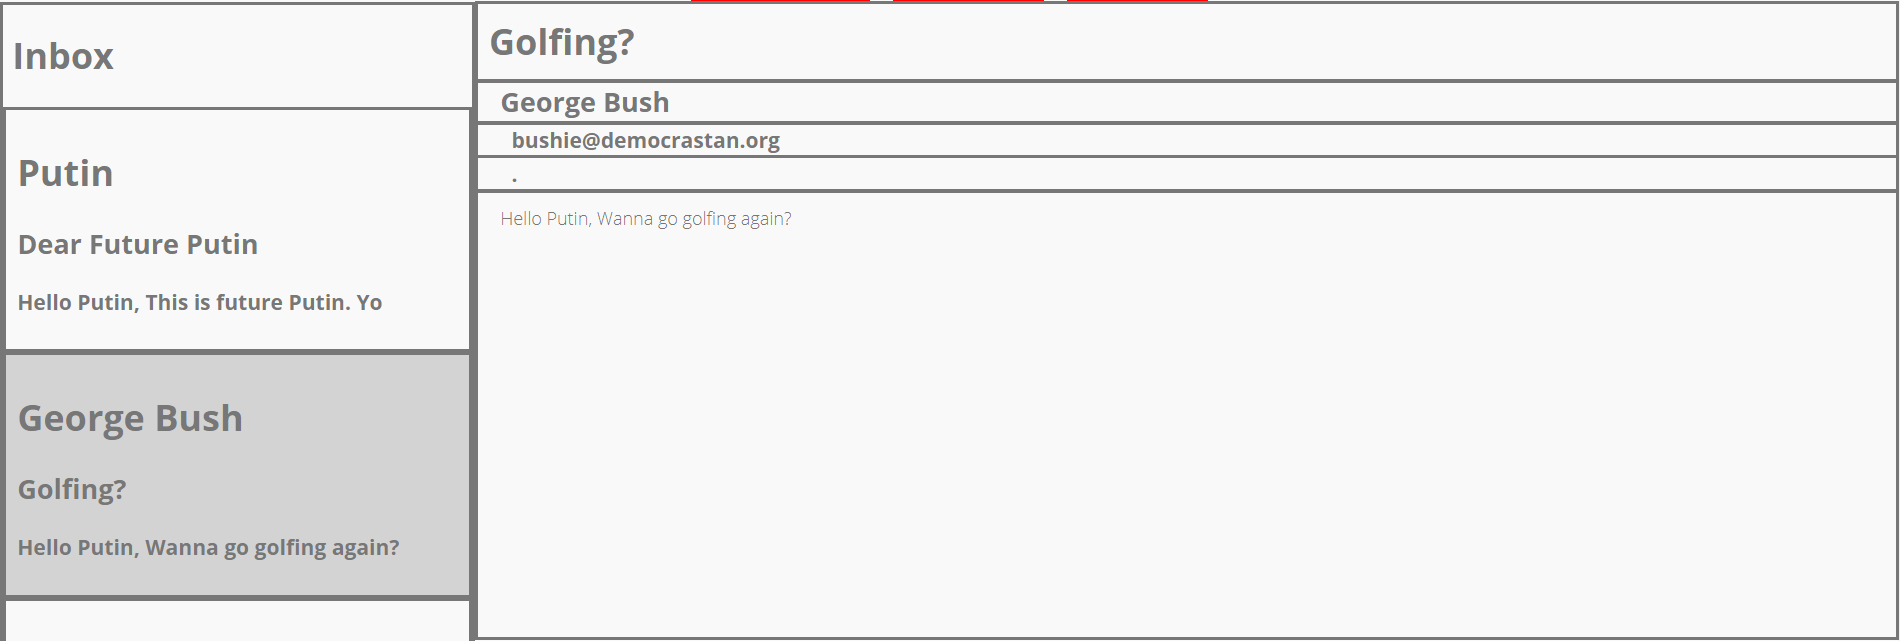 Inbox
Putin
Dear Future Putin
Hello Putin, This is future Putin. Yo
George Bush
Golfing?
Hello Putin, Wanna go golfing again?
Golfing?
George Bush
bushie@democrastan.org
.
Hello Putin, Wanna go golfing again?